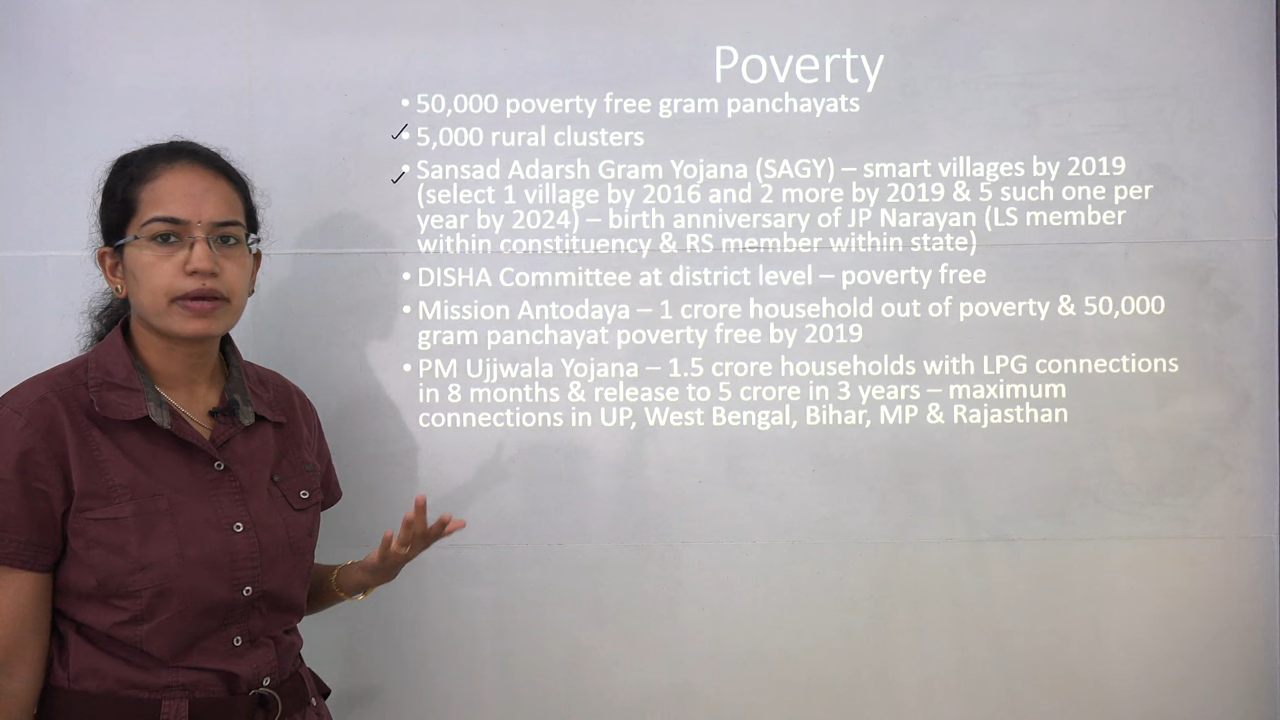 Poverty
• 50,000 poverty free gram panchayats
• 5,000 rural clusters
• Sansad Adarsh Gram Yojana (SAGY) – smart villages by 2019
(select 1 village by 2016 and 2 more by 2019 & 5 such one per
year by 2024) – birth anniversary of JP Narayan (LS member
within constituency & RS member within state)
• DISHA Committee at district level – poverty free
• Mission Antodaya – 1 crore household out of poverty & 50,000
gram panchayat poverty free by 2019
• PM Ujjwala Yojana – 1.5 crore households with LPG connections
in 8 months & release to 5 crore in 3 years – maximum
connections in UP, West Bengal, Bihar, MP & Rajasthan